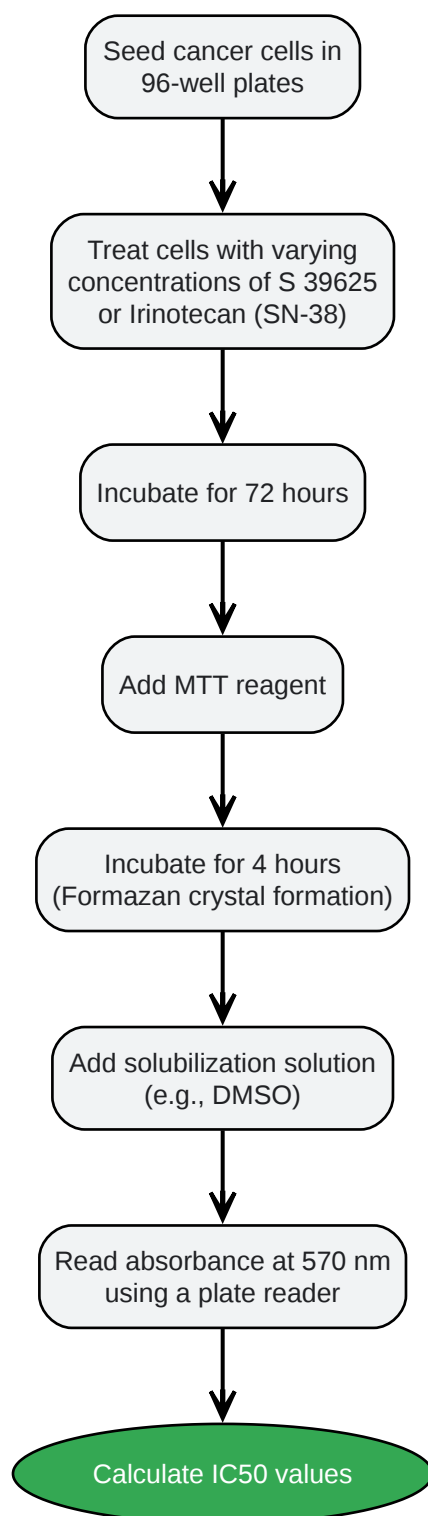 Seed cancer cells in
96-well plates
Treat cells with varying
concentrations of S 39625
or Irinotecan (SN-38)
Incubate for 72 hours
Add MTT reagent
Incubate for 4 hours
(Formazan crystal formation)
Add solubilization solution
(e.g., DMSO)
Read absorbance at 570 nm
using a plate reader
Calculate IC50 values